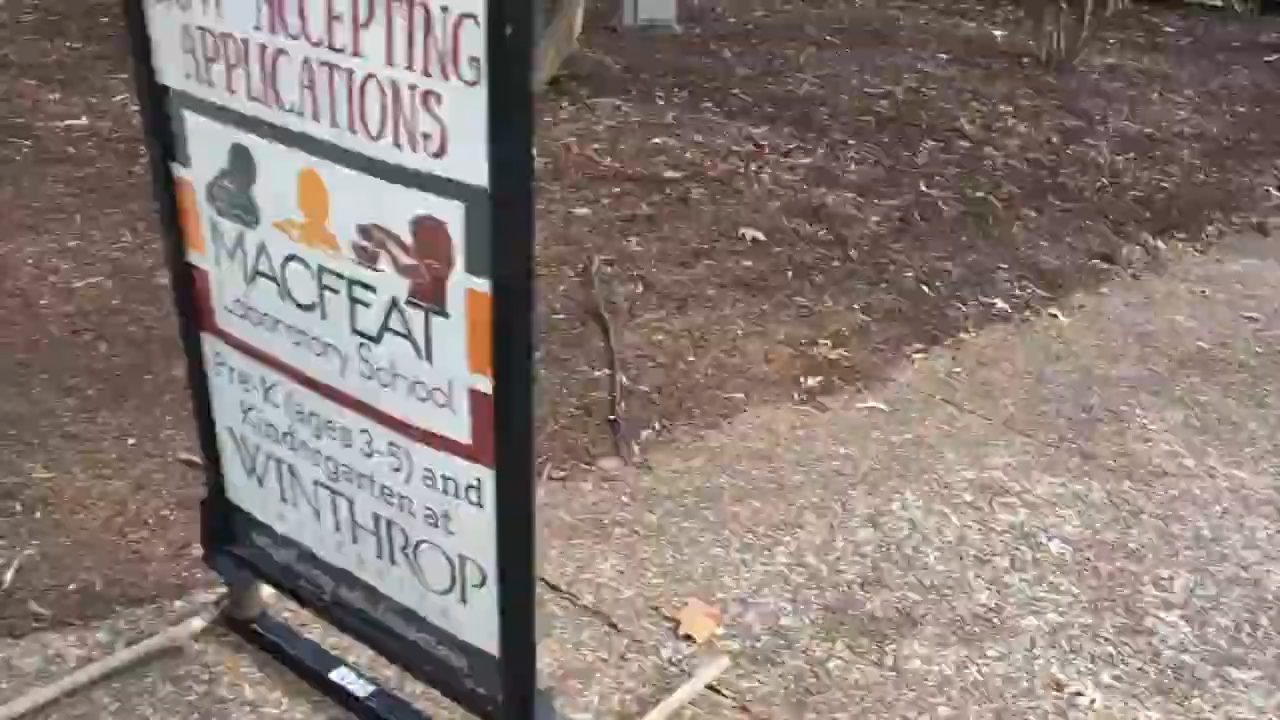 ACCEPTING
APPLICATIONS
MACFEAT
Laboratory School
Pre-K (ages 3-5) and
Kindergarten at
WINTHROP